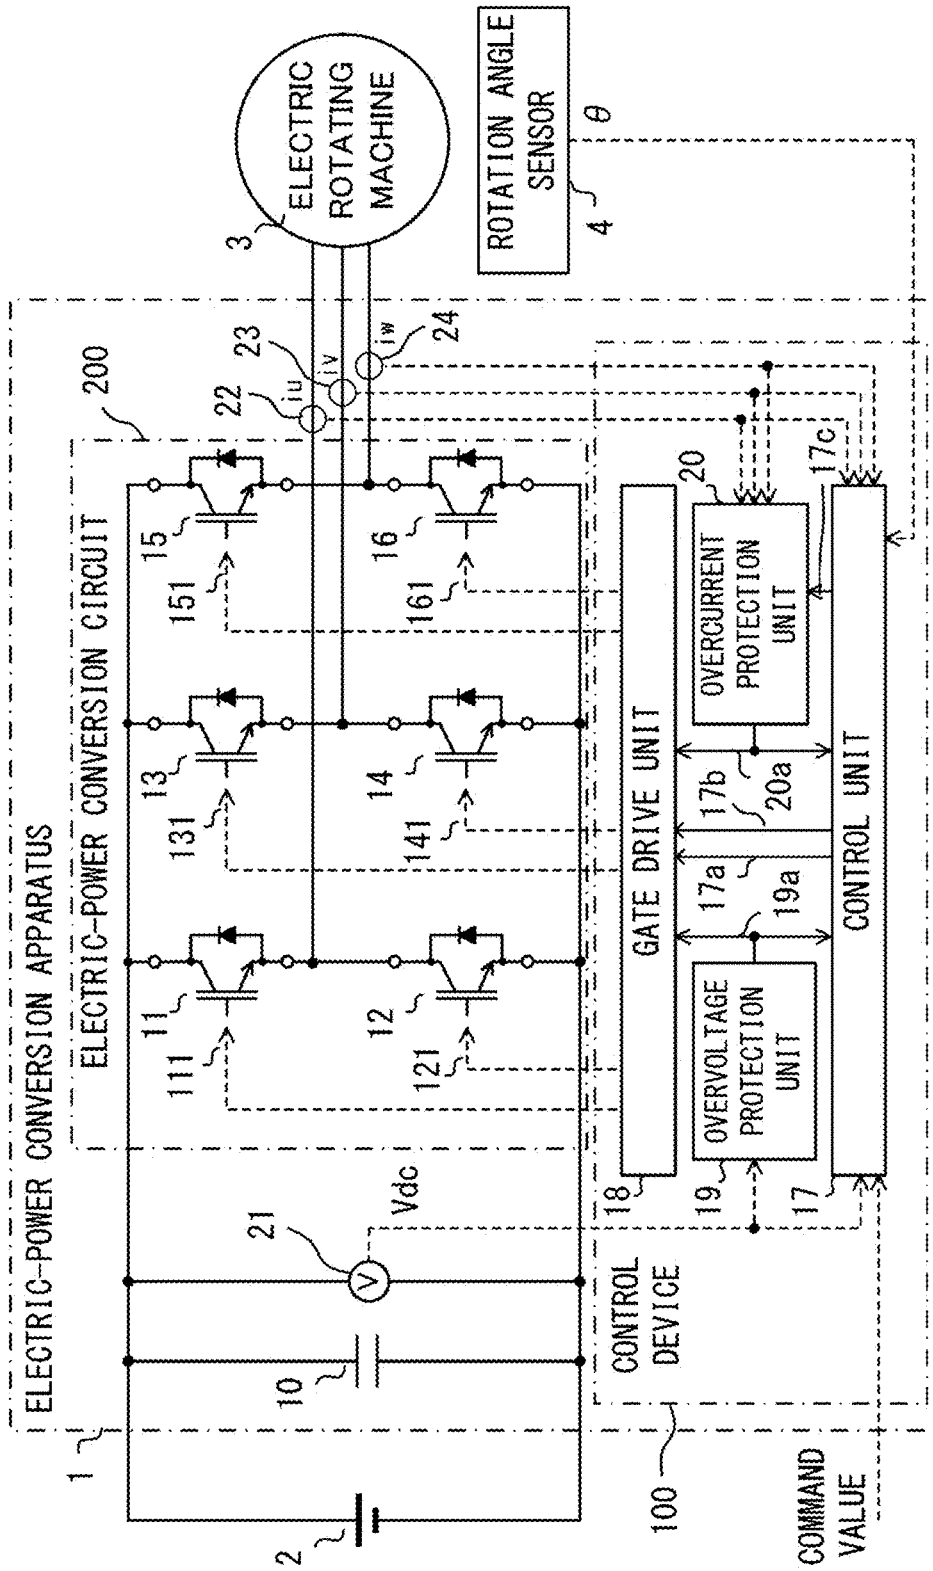 ELECTRIC-POWER CONVERSION APPARATUS
1
ELECTRIC-POWER CONVERSION CIRCUIT
200
2
10
21
V
Vdc
11
111
13
131
15
151
12
121
14
141
16
161
22
iu
23
iv
24
iw
3
ELECTRIC
ROTATING
MACHINE
ROTATION ANGLE
SENSOR
4
θ
100
CONTROL
DEVICE
18
GATE DRIVE UNIT
19
OVERVOLTAGE
PROTECTION
UNIT
19a
17a
17b
20a
20
OVERCURRENT
PROTECTION
UNIT
17c
17
CONTROL UNIT
COMMAND
VALUE